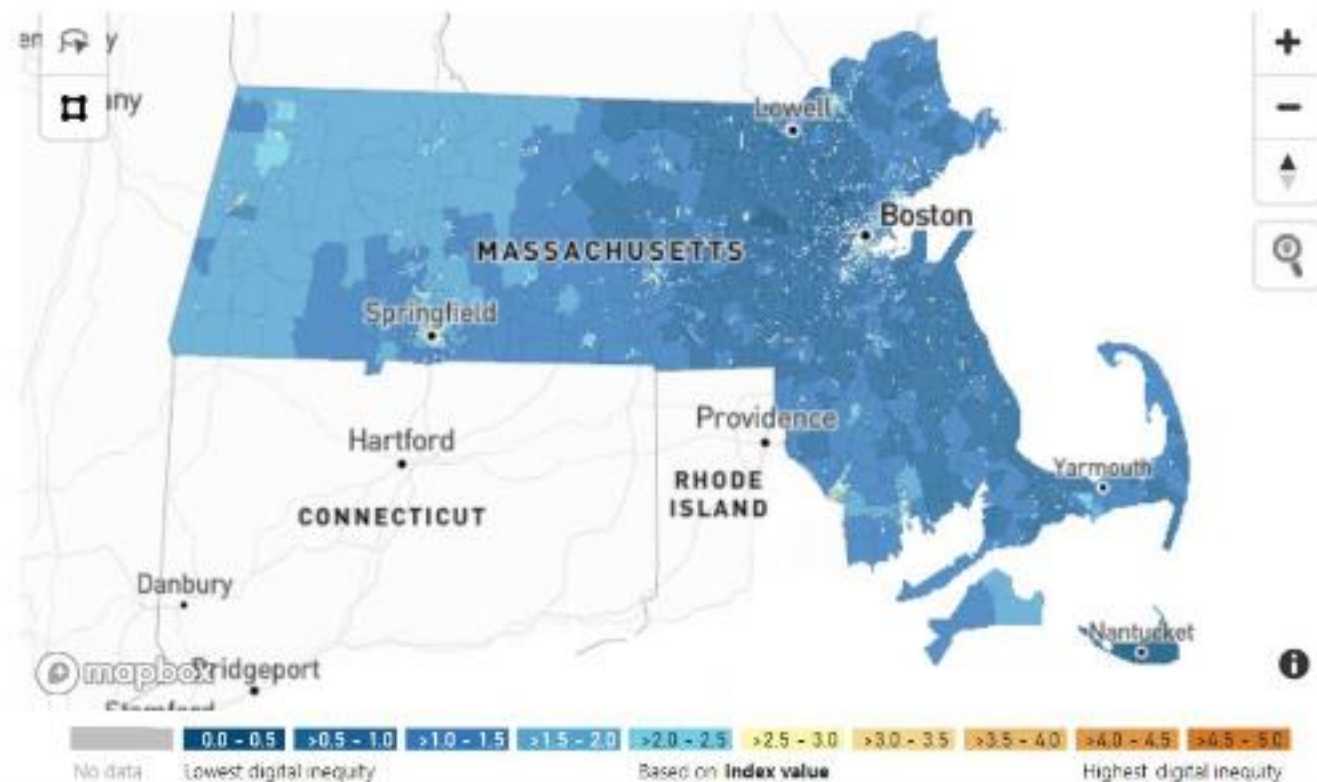 any
Lowell
Boston
MASSACHUSETTS
Springfield
Providence
Hartford
RHODE
ISLAND
CONNECTICUT
Yarmouth
Danbury
Nantucket
mapbox
Bridgeport
Stamford
0.0 - 0.5 >0.5 - 1.0 >1.0 - 1.5 >1.5 - 2.0 >2.0 - 2.5 >2.5 - 3.0 >3.0 - 3.5 >3.5 - 4.0 >4.0 - 4.5 >4.5 - 5.0
No data Lowest digital inequity Based on Index value Highest digital inequity